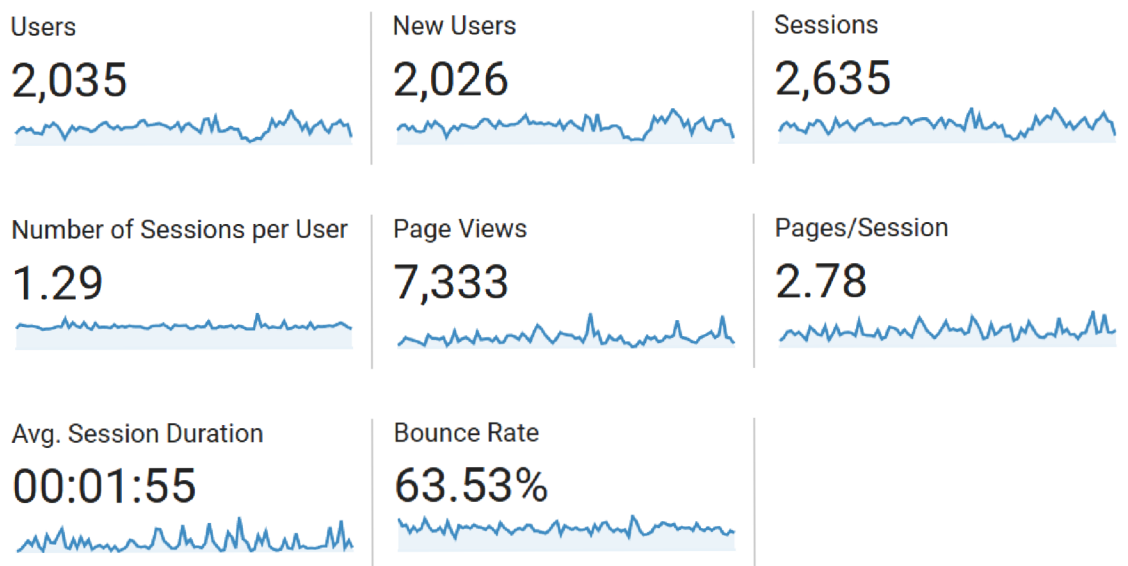 Users
2,035
New Users
2,026
Sessions
2,635
Number of Sessions per User
1.29
Page Views
7,333
Pages/Session
2.78
Avg. Session Duration
00:01:55
Bounce Rate
63.53%